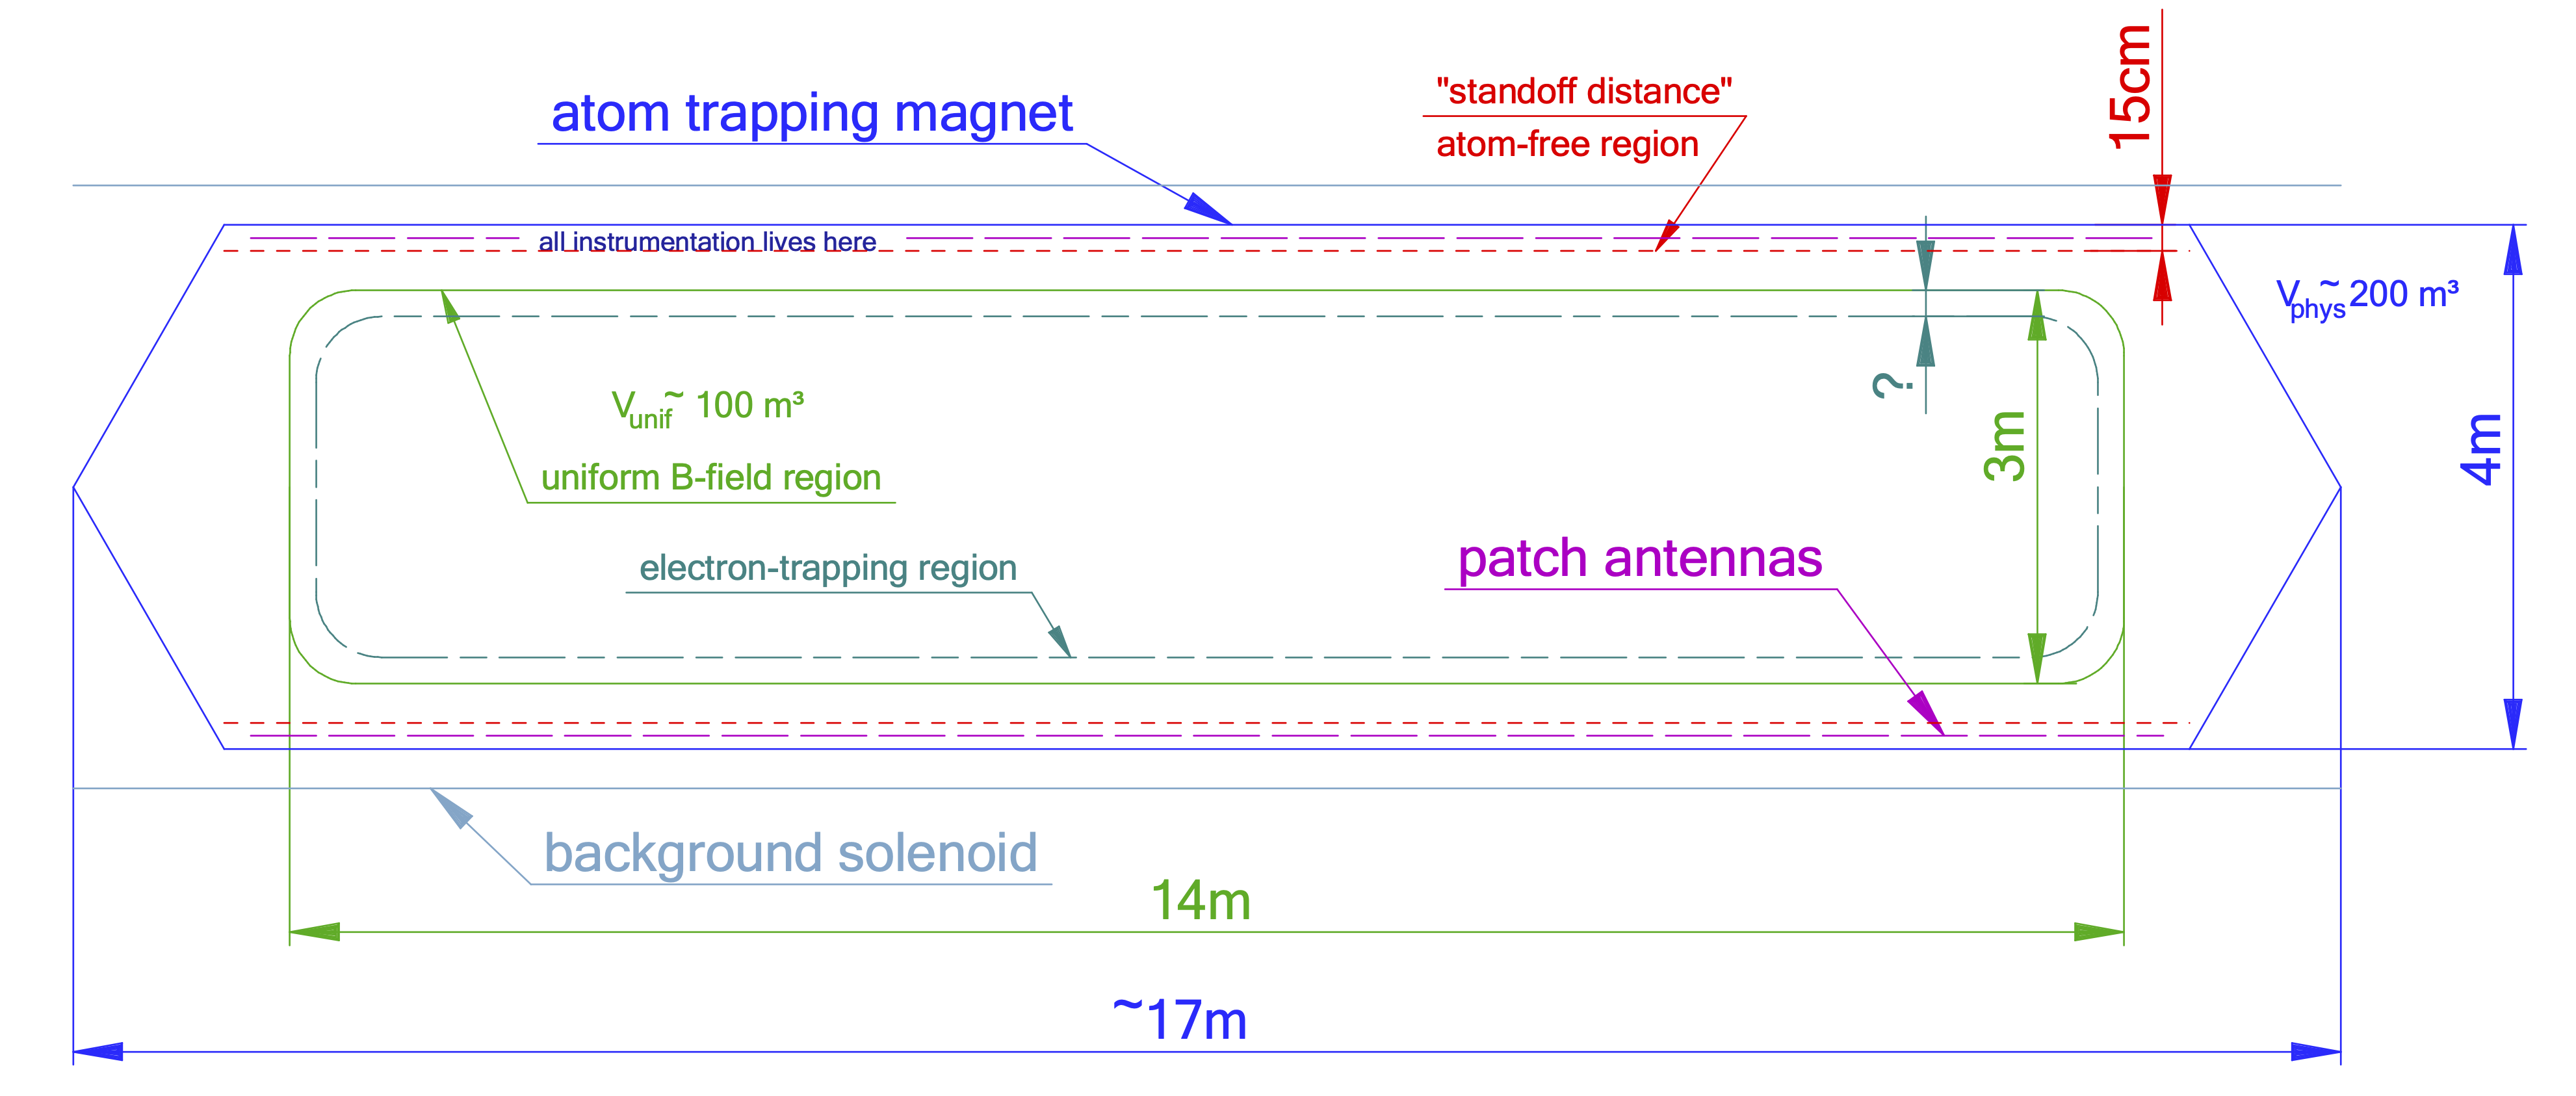 15cm
"standoff distance"
atom-free region
atom trapping magnet
all instrumentation lives here
Vphys ~ 200 m³
?
Vunif ~ 100 m³
uniform B-field region
3m
4m
electron-trapping region
patch antennas
background solenoid
14m
~17m